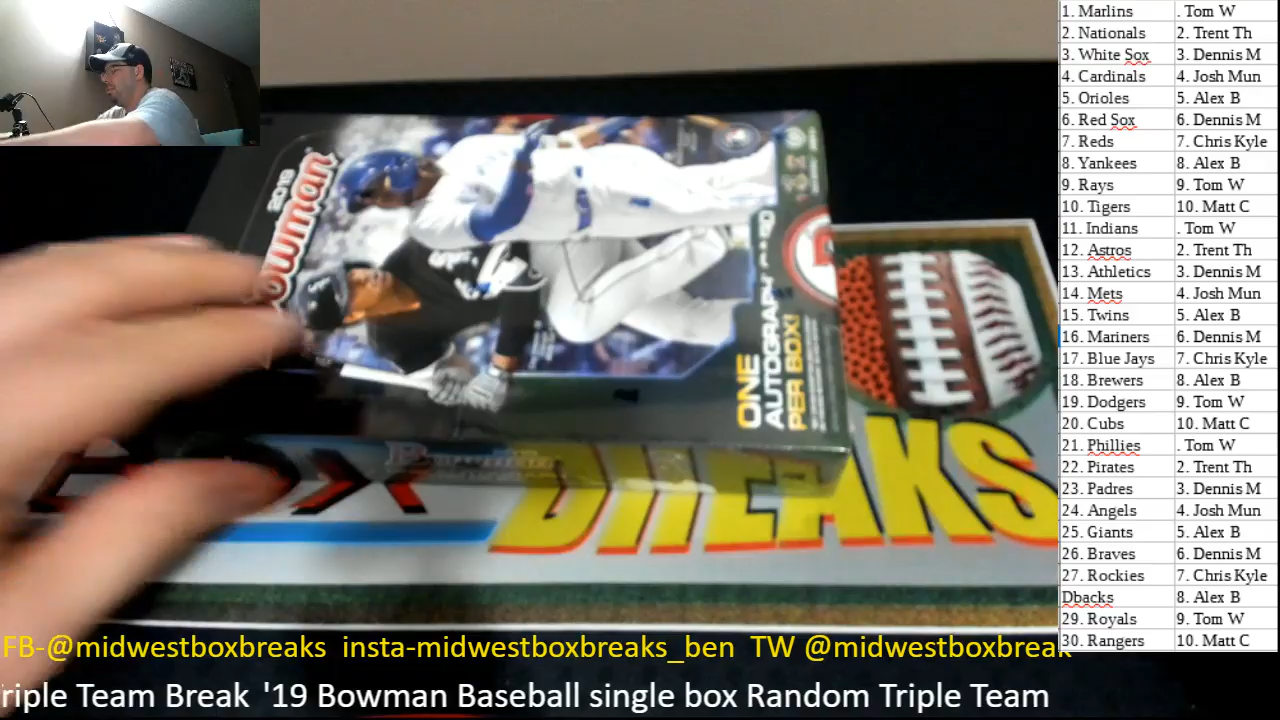 2019
Bowman
ONE
AUTOGRAPH CARD
PER BOX!
BOX BREAKS
1. Marlins . Tom W
2. Nationals 2. Trent Th
3. White Sox 3. Dennis M
4. Cardinals 4. Josh Mun
5. Orioles 5. Alex B
6. Red Sox 6. Dennis M
7. Reds 7. Chris Kyle
8. Yankees 8. Alex B
9. Rays 9. Tom W
10. Tigers 10. Matt C
11. Indians . Tom W
12. Astros 2. Trent Th
13. Athletics 3. Dennis M
14. Mets 4. Josh Mun
15. Twins 5. Alex B
16. Mariners 6. Dennis M
17. Blue Jays 7. Chris Kyle
18. Brewers 8. Alex B
19. Dodgers 9. Tom W
20. Cubs 10. Matt C
21. Phillies . Tom W
22. Pirates 2. Trent Th
23. Padres 3. Dennis M
24. Angels 4. Josh Mun
25. Giants 5. Alex B
26. Braves 6. Dennis M
27. Rockies 7. Chris Kyle
Dbacks 8. Alex B
29. Royals 9. Tom W
30. Rangers 10. Matt C
FB-@midwestboxbreaks insta-midwestboxbreaks_ben TW @midwestboxbreak
riple Team Break '19 Bowman Baseball single box Random Triple Team